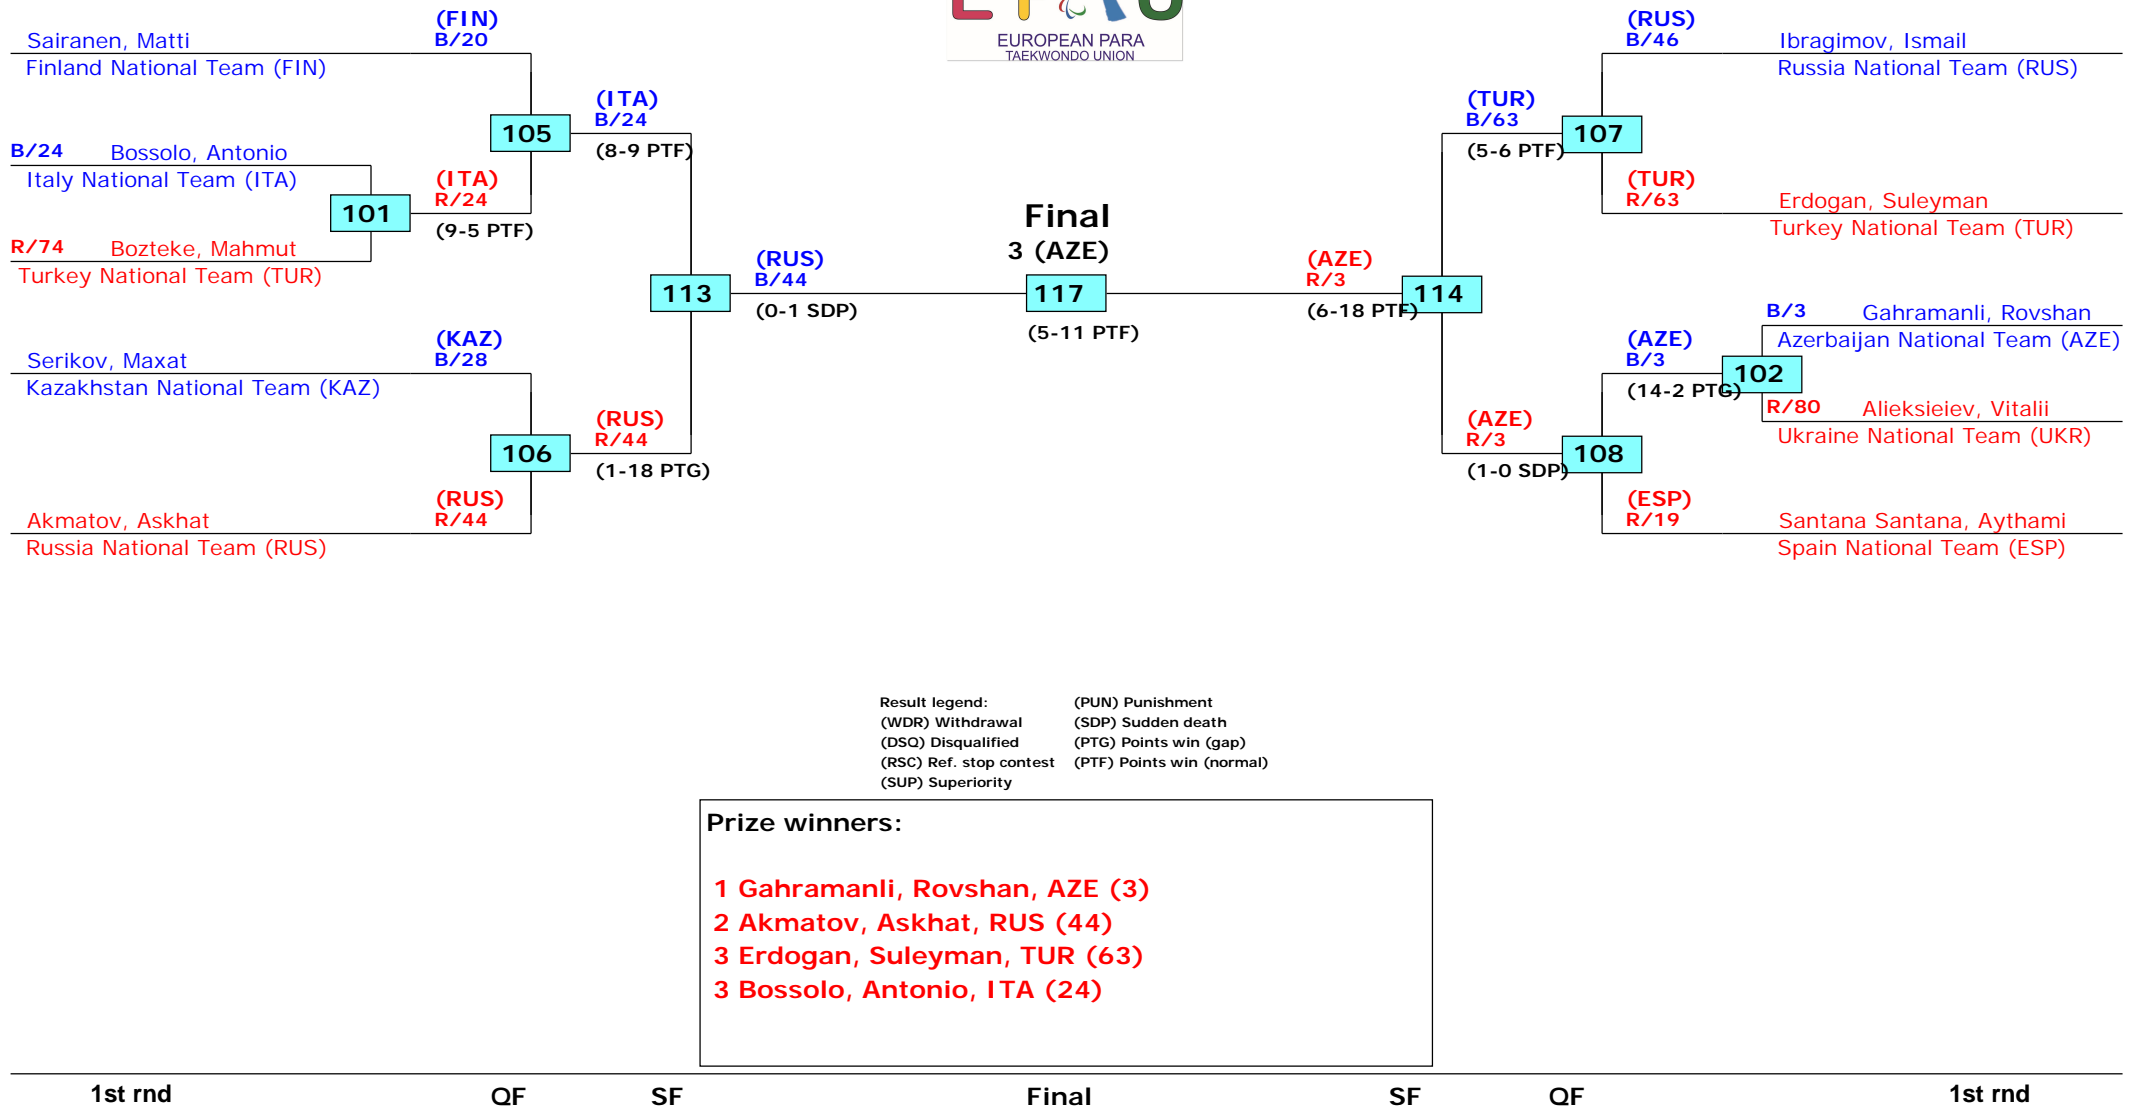 (FIN)
B/20
Sairanen, Matti
Finland National Team (FIN)
B/24 Bossolo, Antonio
Italy National Team (ITA)
101
R/74 Bozteke, Mahmut
Turkey National Team (TUR)
(ITA)
R/24
(9-5 PTF)
105
(ITA)
B/24
(8-9 PTF)
(KAZ)
B/28
Serikov, Maxat
Kazakhstan National Team (KAZ)
106
(RUS)
R/44
(1-18 PTG)
(RUS)
R/44
Akmatov, Askhat
Russia National Team (RUS)
113
(RUS)
B/44
(0-1 SDP)
EUROPEAN PARA
TAEKWONDO UNION
Final
3 (AZE)
117
(5-11 PTF)
(AZE)
R/3
(6-18 PTF)
114
(TUR)
B/63
(5-6 PTF)
107
(RUS)
B/46
Ibragimov, Ismail
Russia National Team (RUS)
(TUR)
R/63
Erdogan, Suleyman
Turkey National Team (TUR)
B/3 Gahramanli, Rovshan
Azerbaijan National Team (AZE)
102
R/80 Alieksieiev, Vitalii
Ukraine National Team (UKR)
(AZE)
B/3
(14-2 PTG)
(AZE)
R/3
(1-0 SDP)
108
(ESP)
R/19
Santana Santana, Aythami
Spain National Team (ESP)
Result legend: (PUN) Punishment
(WDR) Withdrawal (SDP) Sudden death
(DSQ) Disqualified (PTG) Points win (gap)
(RSC) Ref. stop contest (PTF) Points win (normal)
(SUP) Superiority
Prize winners:
1 Gahramanli, Rovshan, AZE (3)
2 Akmatov, Askhat, RUS (44)
3 Erdogan, Suleyman, TUR (63)
3 Bossolo, Antonio, ITA (24)
1st rnd QF SF Final SF QF 1st rnd